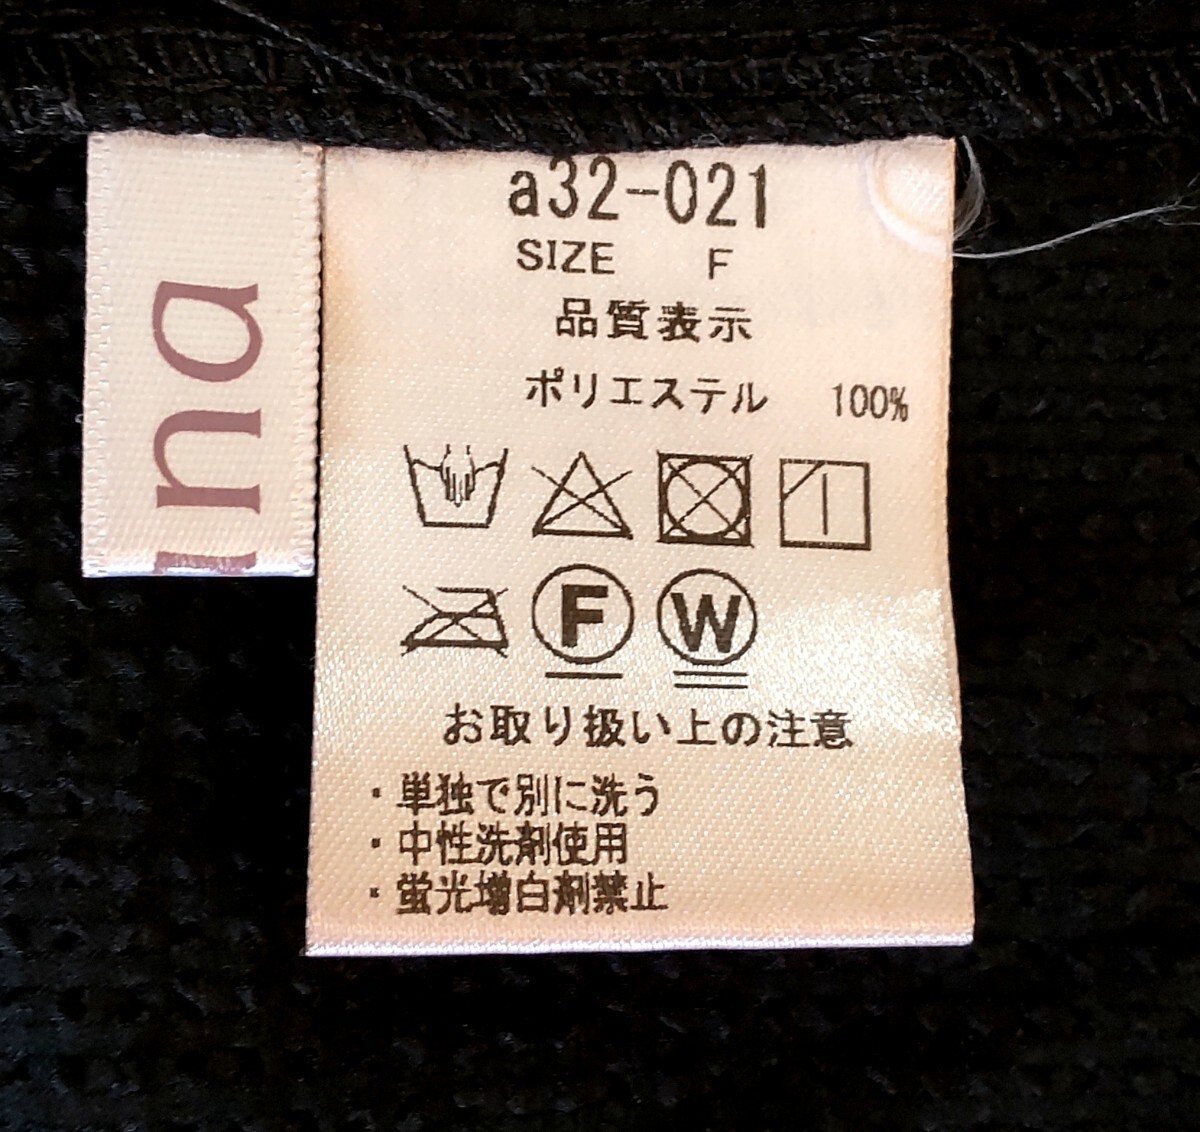 a32-021
SIZE F
品質表示
ポリエステル 100%
F W
お取り扱い上の注意
・単独で別に洗う
・中性洗剤使用
・蛍光増白剤禁止
ina